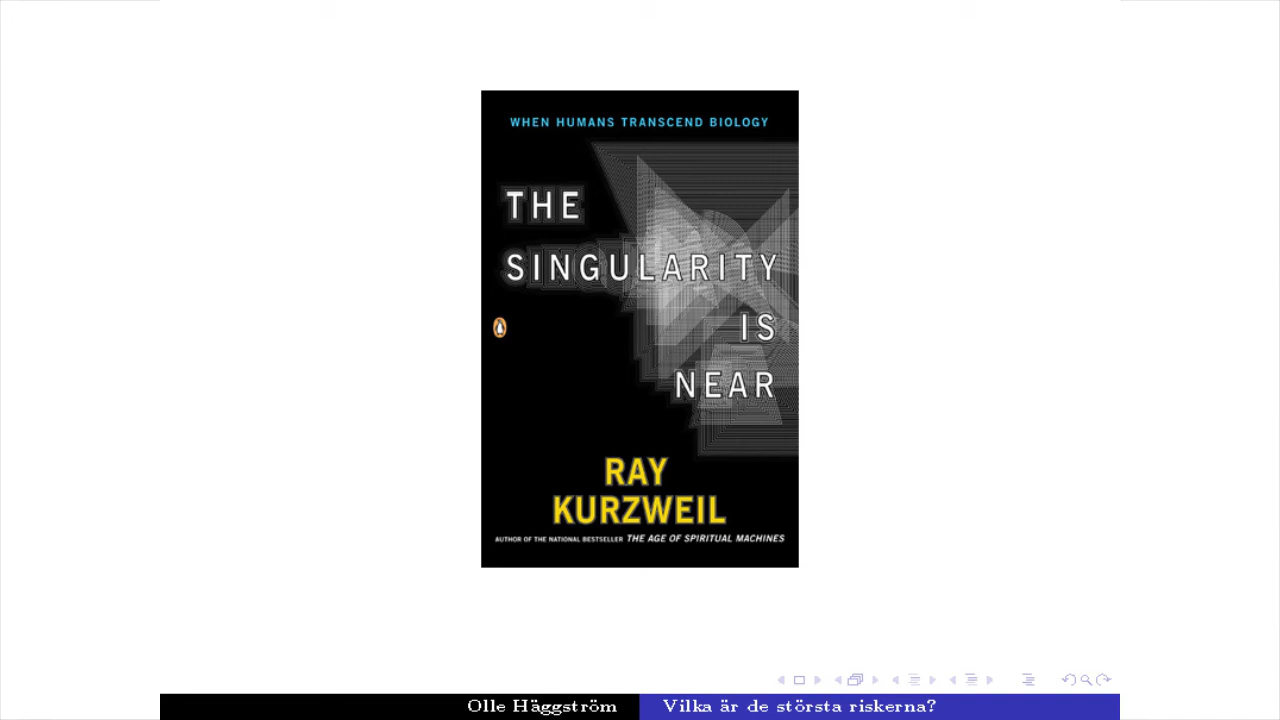 WHEN HUMANS TRANSCEND BIOLOGY
THE
SINGULARITY
IS
NEAR
RAY
KURZWEIL
AUTHOR OF THE NATIONAL BESTSELLER THE AGE OF SPIRITUAL MACHINES
Olle Häggström
Vilka är de största riskerna?